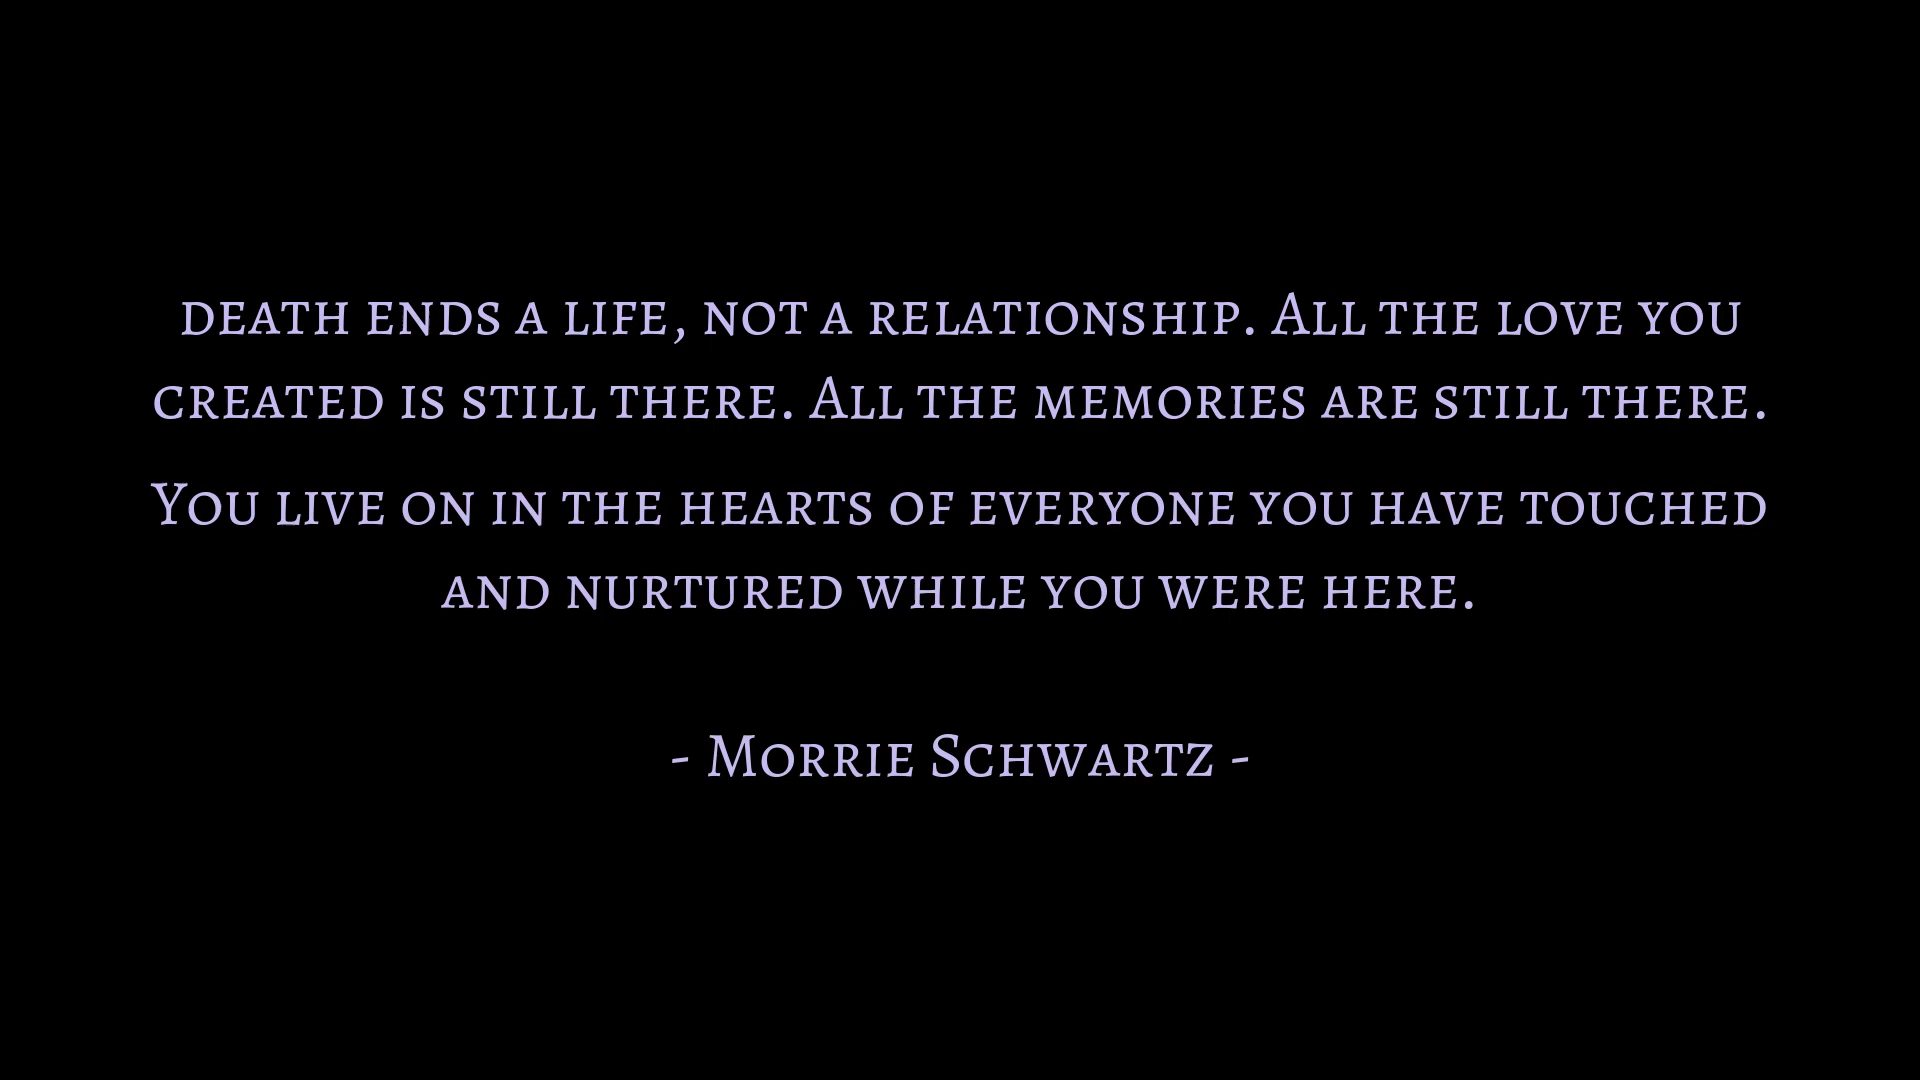 death ends a life, not a relationship. All the love you
created is still there. All the memories are still there.
You live on in the hearts of everyone you have touched
and nurtured while you were here.
- Morrie Schwartz -